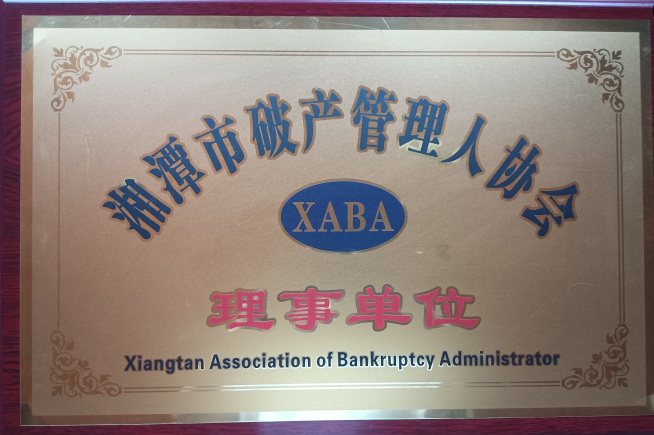 湘潭市破产管理人协会
XABA
理事单位
Xiangtan Association of Bankruptcy Administrator